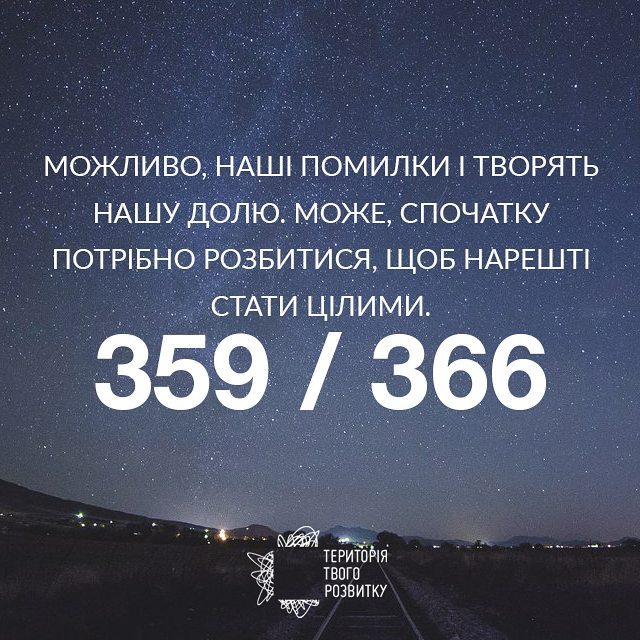 МОЖЛИВО, НАШІ ПОМИЛКИ І ТВОРЯТЬ
НАШУ ДОЛЮ. МОЖЕ, СПОЧАТКУ
ПОТРІБНО РОЗБИТИСЯ, ЩОБ НАРЕШТІ
СТАТИ ЦІЛИМИ.
359 / 366
ТЕРИТОРІЯ
ТВОГО
РОЗВИТКУ